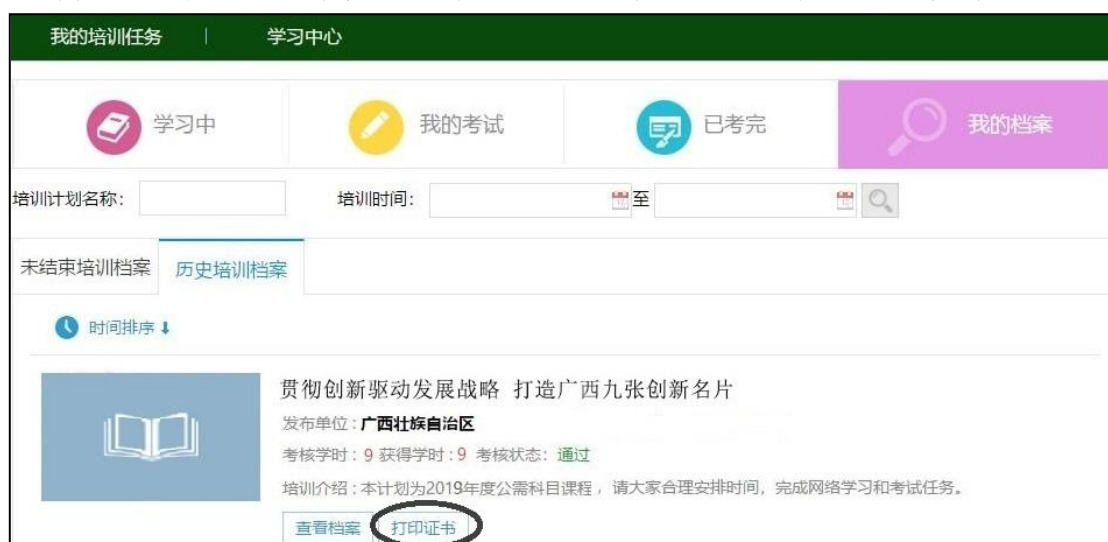 我的培训任务 | 学习中心
学习中 我的考试 已考完 我的档案
培训计划名称： 培训时间： 至
未结束培训档案 历史培训档案
时间排序⬇
贯彻创新驱动发展战略 打造广西九张创新名片
发布单位：广西壮族自治区
考核学时：9 获得学时：9 考核状态：通过
培训介绍：本计划为2019年度公需科目课程，请大家合理安排时间，完成网络学习和考试任务。
查看档案 打印证书